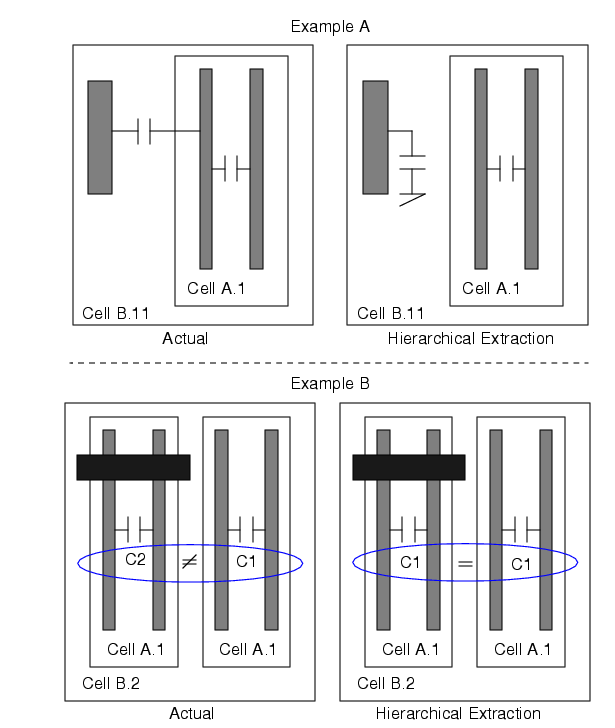 Example A
Cell A.1
Cell A.1
Cell B.11
Cell B.11
Actual
Hierarchical Extraction
Example B
C2 ≠ C1
C1 = C1
Cell A.1
Cell A.1
Cell A.1
Cell A.1
Cell B.2
Cell B.2
Actual
Hierarchical Extraction